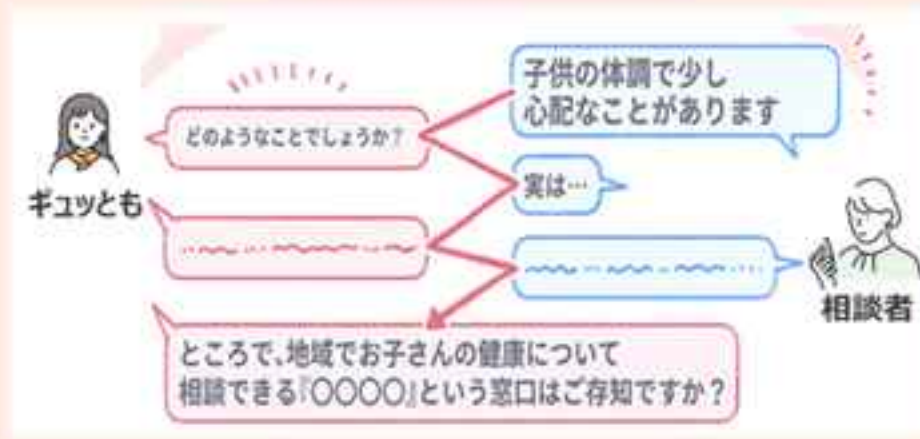 子供の体調で少し
心配なことがあります
どのようなことでしょうか?
実は…
ギュッとも
相談者
ところで、地域でお子さんの健康について
相談できる『〇〇〇〇』という窓口はご存知ですか?